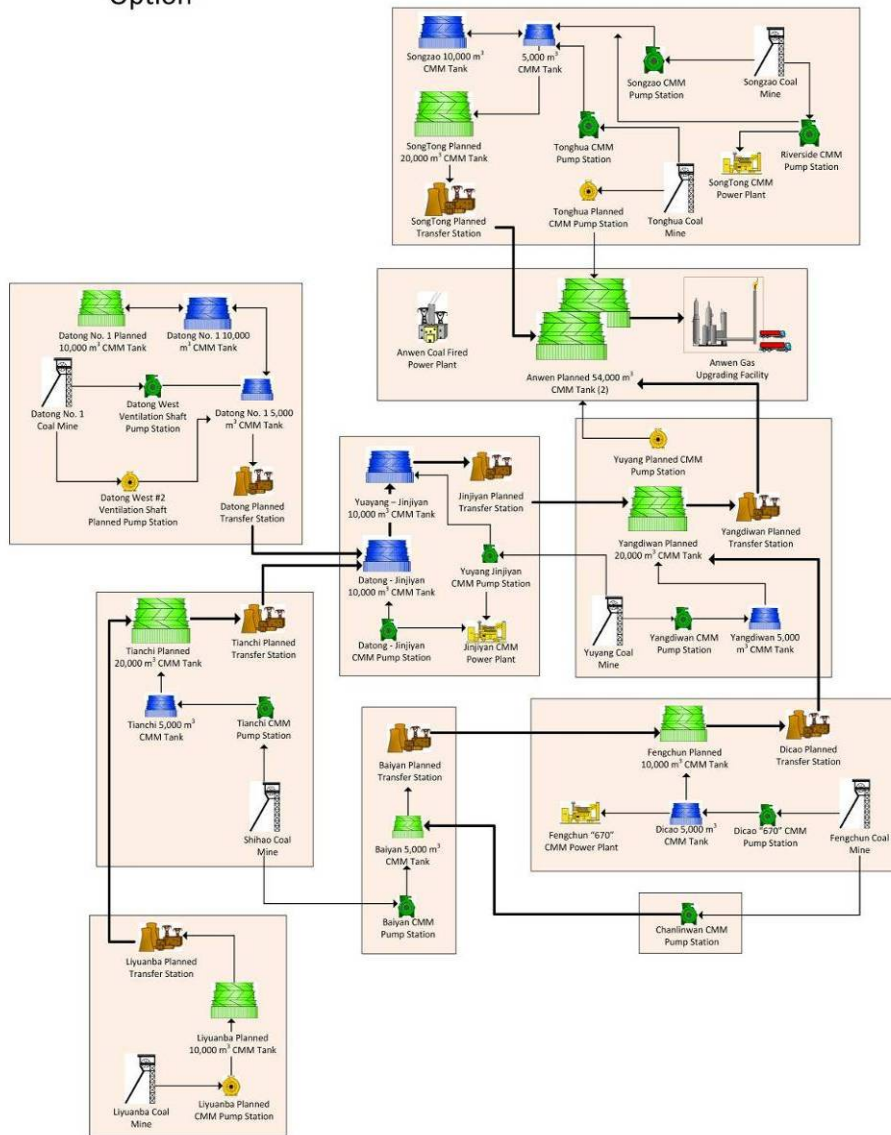 Option
Songzao 10,000 m³
CMM Tank
5,000 m³
CMM Tank
Songzao CMM
Pump Station
Songzao Coal
Mine
SongTong Planned
20,000 m³ CMM Tank
Tonghua CMM
Pump Station
SongTong CMM
Power Plant
Riverside CMM
Pump Station
SongTong Planned
Transfer Station
Tonghua Planned
CMM Pump Station
Tonghua Coal
Mine
Anwen Coal Fired
Power Plant
Anwen Planned 54,000 m³
CMM Tank (2)
Anwen Gas
Upgrading Facility
Datong No. 1 Planned
10,000 m³ CMM Tank
Datong No. 1 10,000
m³ CMM Tank
Datong No. 1
Coal Mine
Datong West
Ventilation Shaft
Pump Station
Datong No. 1 5,000
m³ CMM Tank
Datong West #2
Ventilation Shaft
Planned Pump Station
Datong Planned
Transfer Station
Yuayang – Jinjiyan
10,000 m³ CMM Tank
Jinjiyan Planned
Transfer Station
Datong - Jinjiyan
10,000 m³ CMM Tank
Yuyang Jinjiyan
CMM Pump Station
Datong - Jinjiyan
CMM Pump Station
Jinjiyan CMM
Power Plant
Yuyang Planned CMM
Pump Station
Yangdiwan Planned
20,000 m³ CMM Tank
Yangdiwan Planned
Transfer Station
Yuyang Coal
Mine
Yangdiwan CMM
Pump Station
Yangdiwan 5,000
m³ CMM Tank
Tianchi Planned
20,000 m³ CMM Tank
Tianchi Planned
Transfer Station
Tianchi 5,000 m³
CMM Tank
Tianchi CMM
Pump Station
Shihao Coal
Mine
Baiyan Planned
Transfer Station
Baiyan 5,000 m³
CMM Tank
Baiyan CMM
Pump Station
Fengchun Planned
10,000 m³ CMM Tank
Dicao Planned
Transfer Station
Fengchun “670”
CMM Power Plant
Dicao 5,000 m³
CMM Tank
Dicao “670” CMM
Pump Station
Fengchun Coal
Mine
Chanlinwan CMM
Pump Station
Liyuanba Planned
Transfer Station
Liyuanba Planned
10,000 m³ CMM Tank
Liyuanba Coal
Mine
Liyuanba Planned
CMM Pump Station